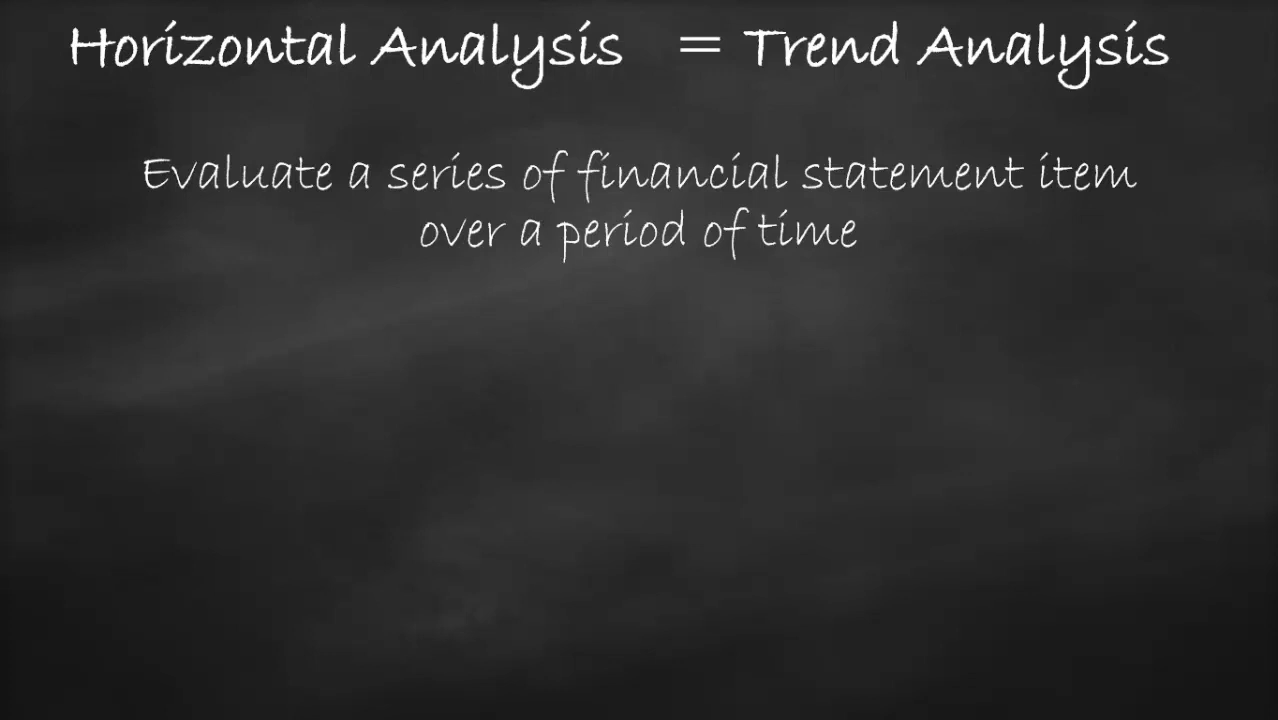 Horizontal Analysis = Trend Analysis
Evaluate a series of financial statement item
over a period of time